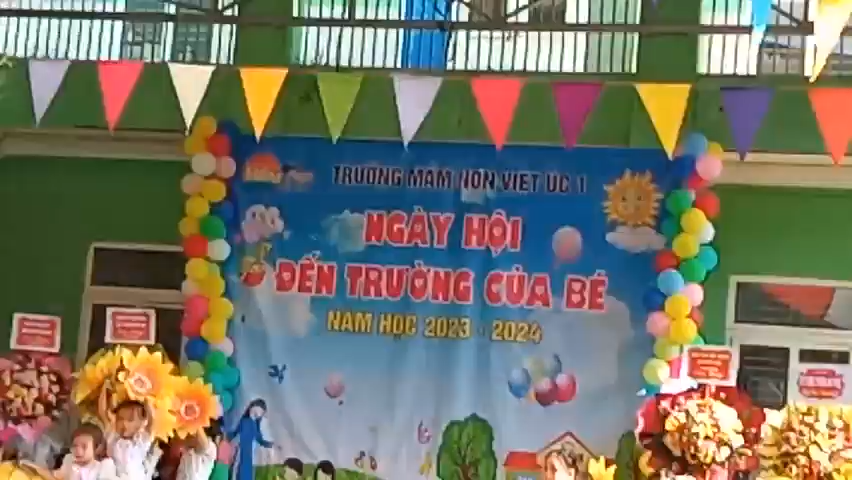 TRƯỜNG MẦM NON VIỆT ÚC 1
NGÀY HỘI
ĐẾN TRƯỜNG CỦA BÉ
NĂM HỌC 2023 - 2024